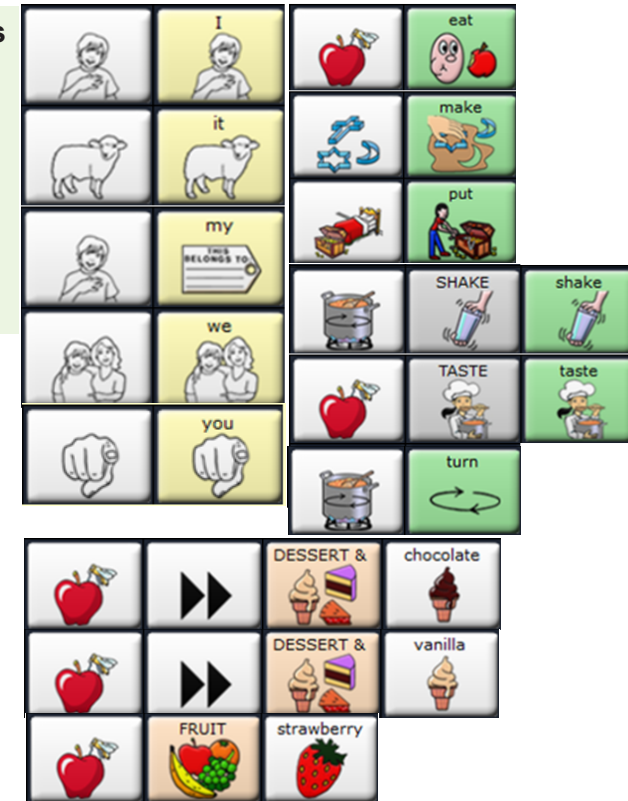 s
I
it
my
THIS
BELONGS TO:
we
you
eat
make
put
SHAKE shake
TASTE taste
turn
DESSERT & chocolate
DESSERT & vanilla
FRUIT strawberry